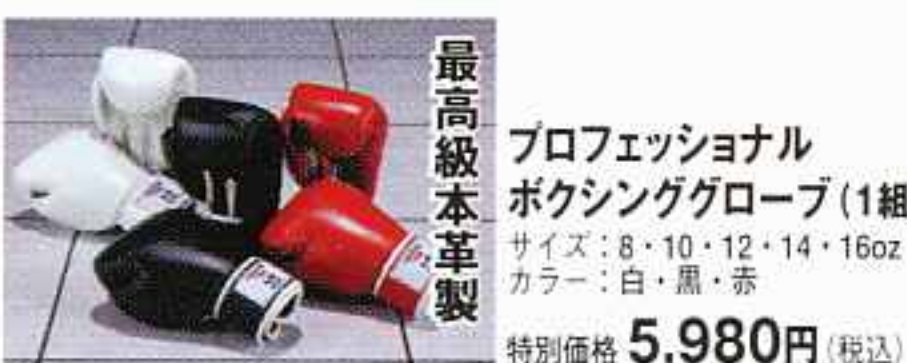 最高級本革製
プロフェッショナル
ボクシンググローブ(1組
サイズ:8・10・12・14・16oz
カラー:白・黒・赤
特別価格 5,980円(税込)